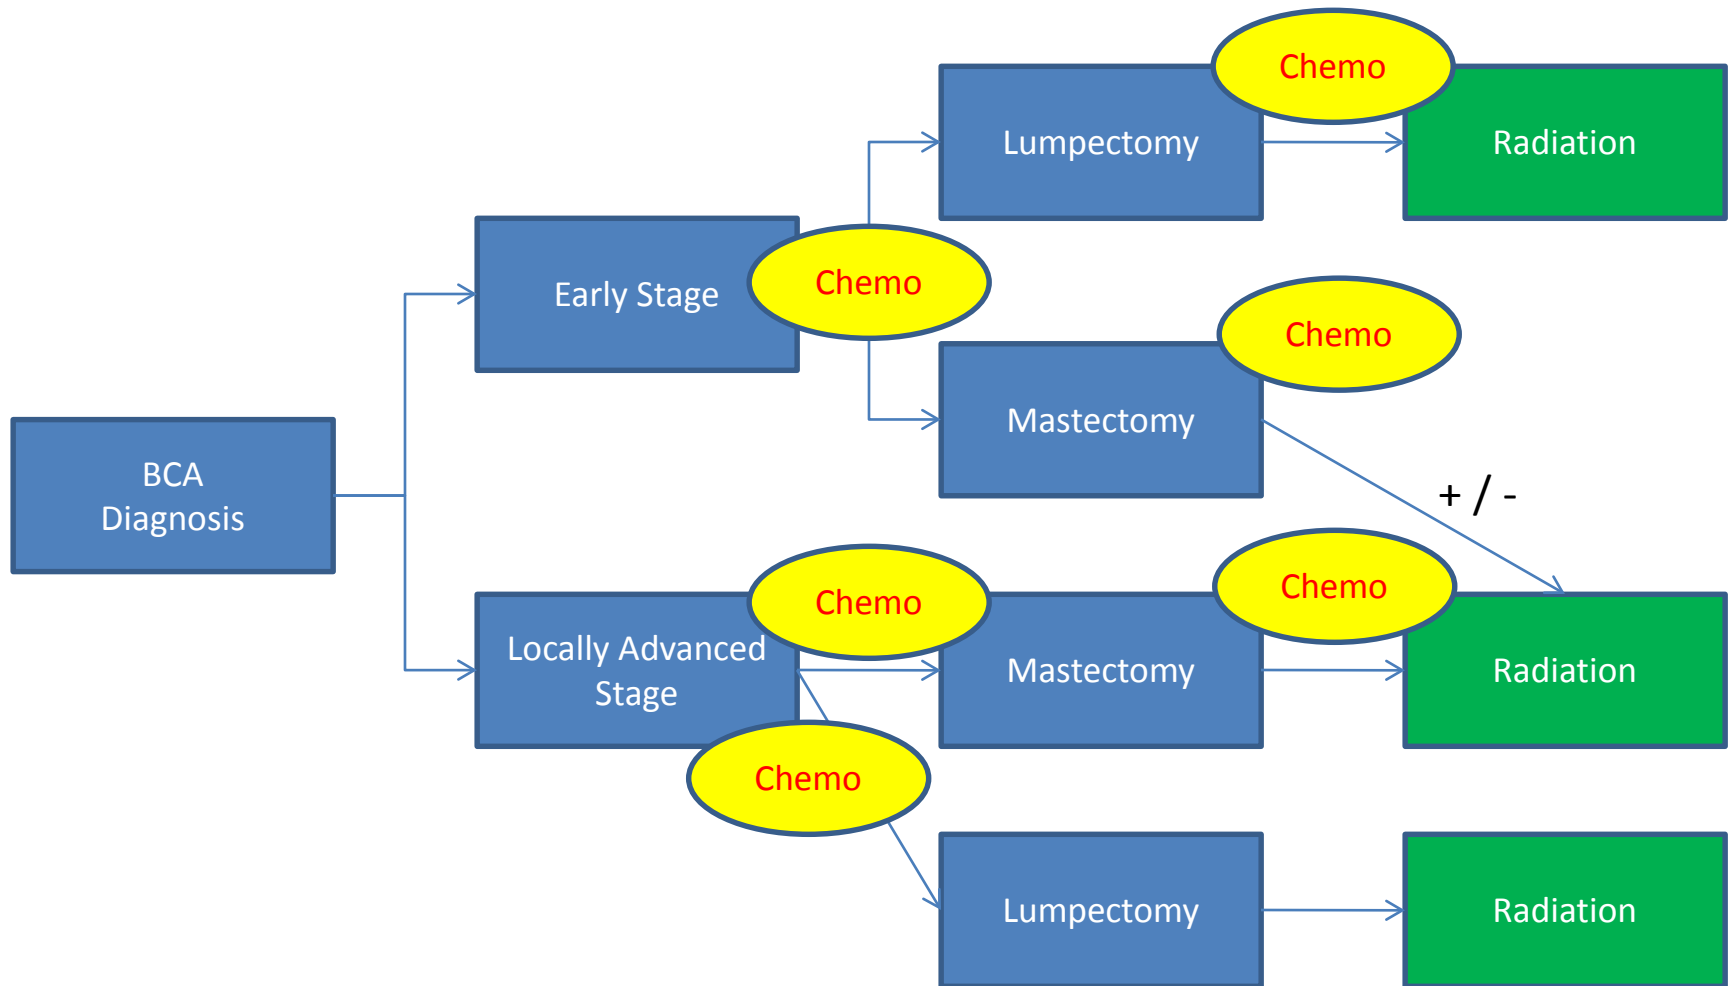 Chemo
Lumpectomy
Radiation
Early Stage
Chemo
Chemo
Mastectomy
BCA
Diagnosis
+ / -
Chemo
Chemo
Locally Advanced
Stage
Mastectomy
Radiation
Chemo
Lumpectomy
Radiation